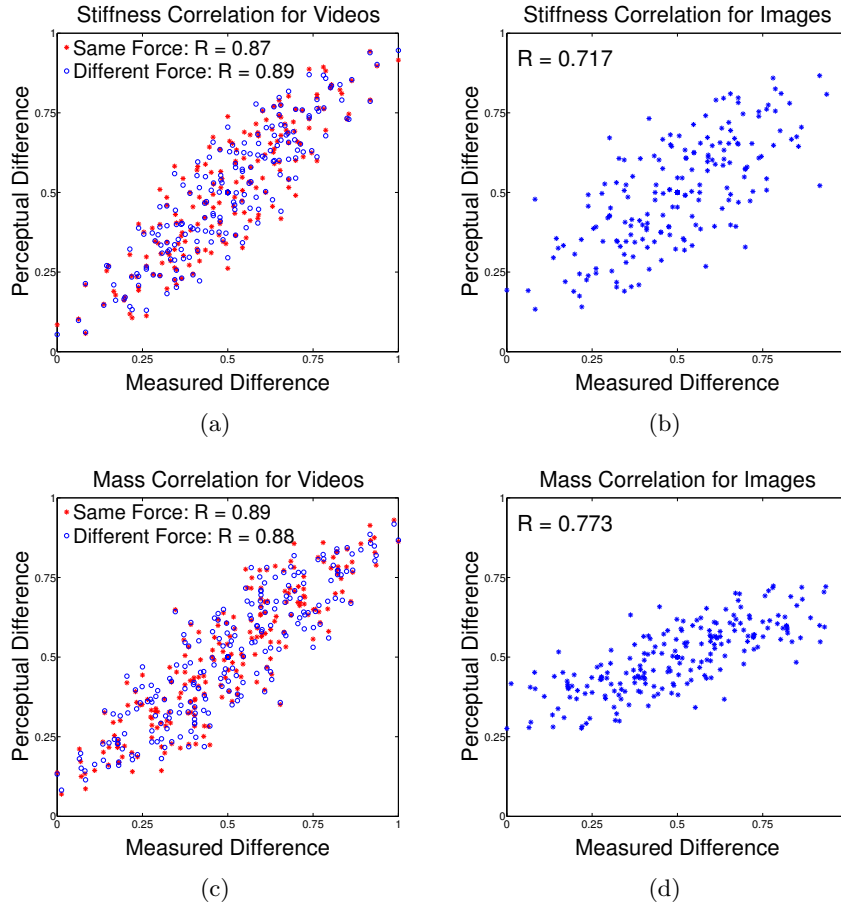 Stiffness Correlation for Videos
Same Force: R = 0.87
Different Force: R = 0.89
Perceptual Difference
1
0.75
0.5
0.25
0
0 0.25 0.5 0.75 1
Measured Difference
(a)
Stiffness Correlation for Images
R = 0.717
Perceptual Difference
1
0.75
0.5
0.25
0
0 0.25 0.5 0.75
Measured Difference
(b)
Mass Correlation for Videos
Same Force: R = 0.89
Different Force: R = 0.88
Perceptual Difference
1
0.75
0.5
0.25
0
0 0.25 0.5 0.75 1
Measured Difference
(c)
Mass Correlation for Images
R = 0.773
Perceptual Difference
1
0.75
0.5
0.25
0
0 0.25 0.5 0.75
Measured Difference
(d)